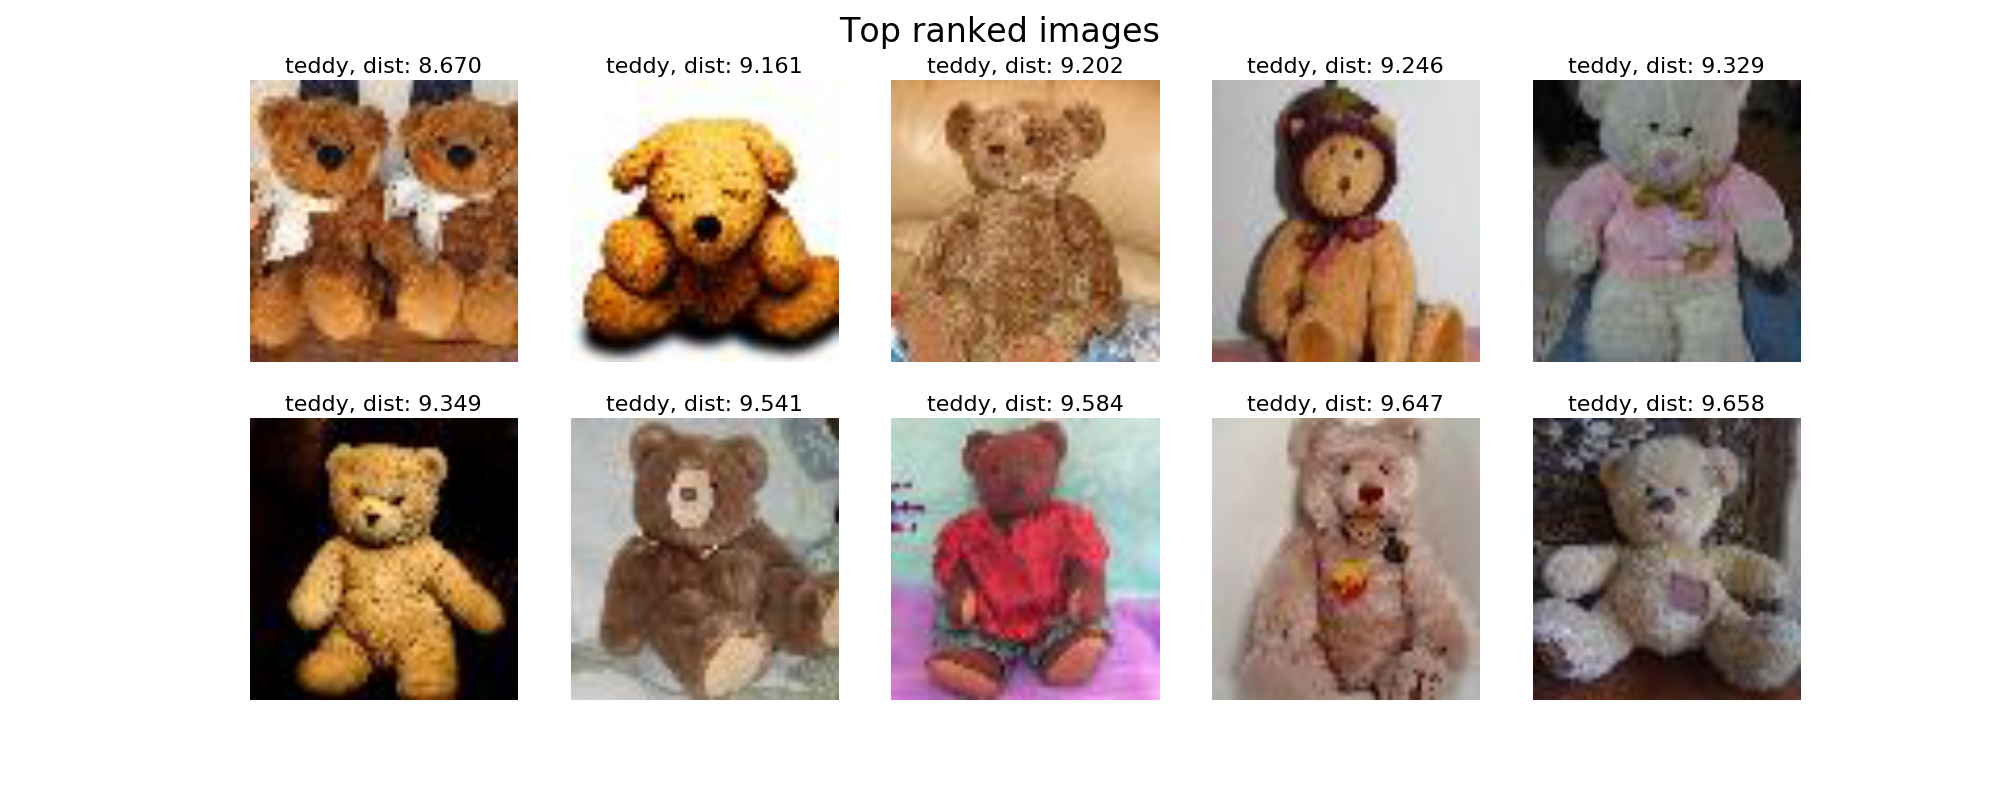 Top ranked images
teddy, dist: 8.670
teddy, dist: 9.161
teddy, dist: 9.202
teddy, dist: 9.246
teddy, dist: 9.329
teddy, dist: 9.349
teddy, dist: 9.541
teddy, dist: 9.584
teddy, dist: 9.647
teddy, dist: 9.658